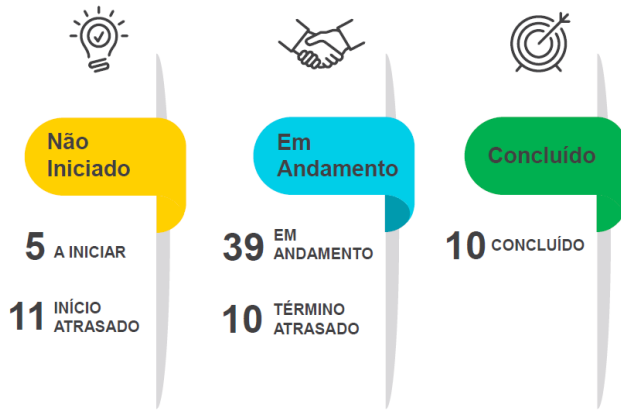 Não
Iniciado
5 A INICIAR
11 INÍCIO
ATRASADO
Em
Andamento
39 EM
ANDAMENTO
10 TÉRMINO
ATRASADO
Concluído
10 CONCLUÍDO